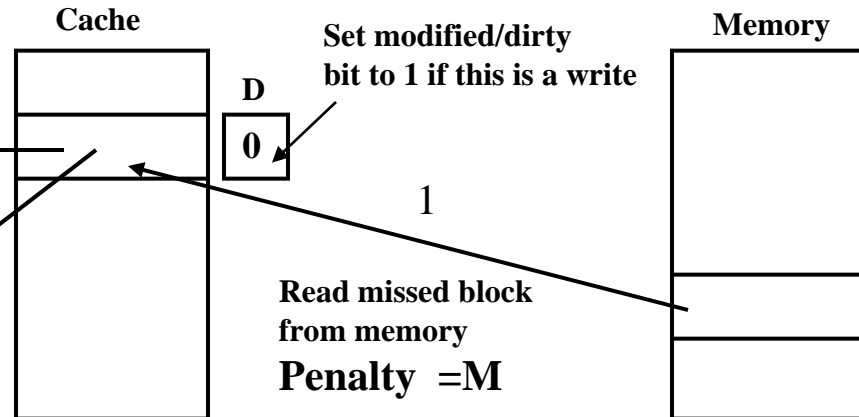 Cache
Set modified/dirty
bit to 1 if this is a write
Memory
D
0
1
Read missed block
from memory
Penalty =M